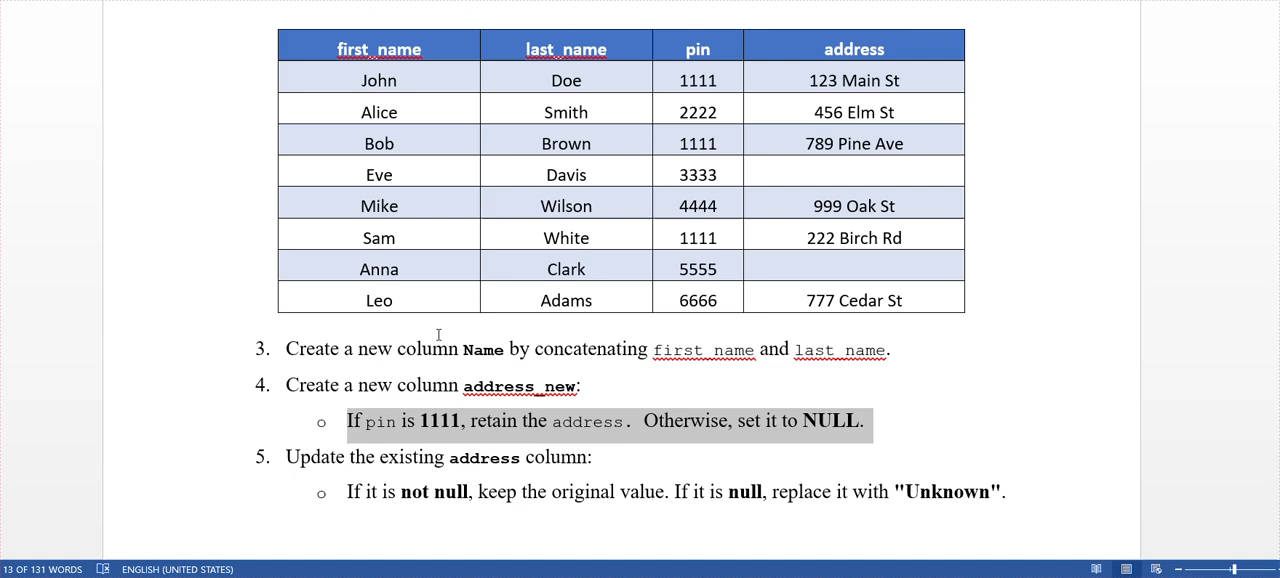 first_name last_name pin address
John Doe 1111 123 Main St
Alice Smith 2222 456 Elm St
Bob Brown 1111 789 Pine Ave
Eve Davis 3333
Mike Wilson 4444 999 Oak St
Sam White 1111 222 Birch Rd
Anna Clark 5555
Leo Adams 6666 777 Cedar St
3. Create a new column Name by concatenating first_name and last_name.
4. Create a new column address_new:
o If pin is 1111, retain the address. Otherwise, set it to NULL.
5. Update the existing address column:
o If it is not null, keep the original value. If it is null, replace it with "Unknown".
13 OF 131 WORDS ENGLISH (UNITED STATES)